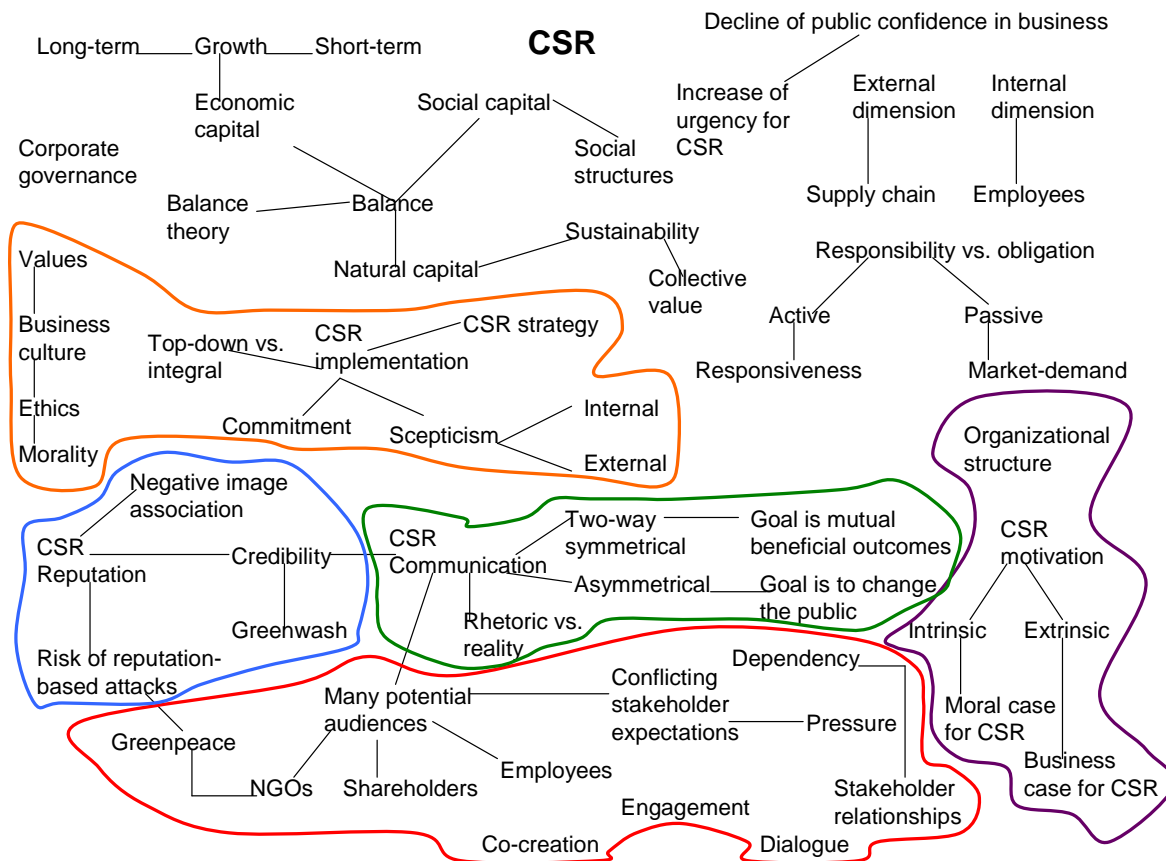 Decline of public confidence in business
CSR
Long-term
Growth
Short-term
Economic
capital
Social capital
Increase of
urgency for
CSR
External
dimension
Internal
dimension
Corporate
governance
Social
structures
Supply chain
Employees
Balance
theory
Balance
Sustainability
Natural capital
Collective
value
Responsibility vs. obligation
Active
Passive
Responsiveness
Market-demand
Values
Business
culture
Ethics
Morality
Top-down vs.
integral
CSR
implementation
CSR strategy
Commitment
Scepticism
Internal
External
Organizational
structure
CSR
motivation
Intrinsic
Extrinsic
Moral case
for CSR
Business
case for CSR
Negative image
association
CSR
Reputation
Credibility
Greenwash
Risk of reputation-
based attacks
CSR
Communication
Two-way
symmetrical
Goal is mutual
beneficial outcomes
Asymmetrical
Goal is to change
the public
Rhetoric vs.
reality
Many potential
audiences
Conflicting
stakeholder
expectations
Dependency
Pressure
Greenpeace
NGOs
Shareholders
Employees
Stakeholder
relationships
Engagement
Co-creation
Dialogue